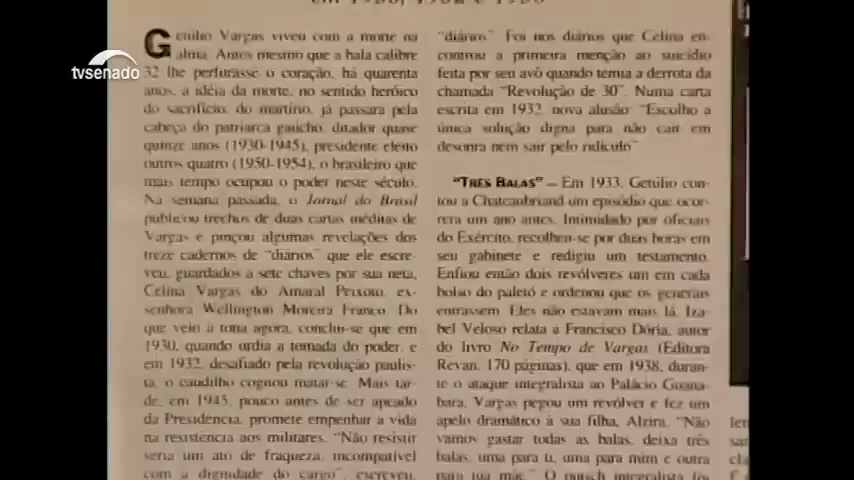 em 1930, 1932 e 1950
tvsenado
Getúlio Vargas viveu com a morte na
alma. Antes mesmo que a bala calibre
32 lhe perfurasse o coração, há quarenta
anos, a idéia da morte, no sentido heróico
do sacrifício, do martírio, já passara pela
cabeça do patriarca gaúcho, ditador quase
quinze anos (1930-1945), presidente eleito
outros quatro (1950-1954), o brasileiro que
mais tempo ocupou o poder neste século.
Na semana passada, o Jornal do Brasil
publicou trechos de duas cartas inéditas de
Vargas e pinçou algumas revelações dos
treze cadernos de "diários" que ele escre-
veu, guardados a sete chaves por sua neta,
Celina Vargas do Amaral Peixoto, ex-
senhora Wellington Moreira Franco. Do
que veio à tona agora, conclui-se que em
1930, quando urdia a tomada do poder, e
em 1932, desafiado pela revolução paulis-
ta, o caudilho cogitou matar-se. Mais tar-
de, em 1945, pouco antes de ser apeado
da Presidência, promete empenhar a vida
na resistência aos militares. "Não resistir
seria um ato de fraqueza, incompatível
com a dignidade do cargo", escreveu.
"diários". Foi nos diários que Celina en-
controu a primeira menção ao suicídio
feita por seu avô quando temia a derrota da
chamada "Revolução de 30". Numa carta
escrita em 1932, nova alusão: "Escolho a
única solução digna para não cair em
desonra nem sair pelo ridículo"
"TRÊS BALAS" – Em 1933, Getúlio con-
tou a Chateaubriand um episódio que ocor-
rera um ano antes. Intimidado por oficiais
do Exército, recolheu-se por duas horas em
seu gabinete e redigiu um testamento.
Enfiou então dois revólveres um em cada
bolso do paletó e ordenou que os generais
entrassem. Eles não estavam mais lá. Iza-
bel Veloso relata a Francisco Dória, autor
do livro No Tempo de Vargas (Editora
Revan, 170 páginas), que em 1938, duran-
te o ataque integralista ao Palácio Guana-
bara, Vargas pegou um revólver e fez um
apelo dramático à sua filha, Alzira. "Não
vamos gastar todas as balas, deixa três
balas, uma para ti, uma para mim e outra
para tua mãe." O putsch integralista foi